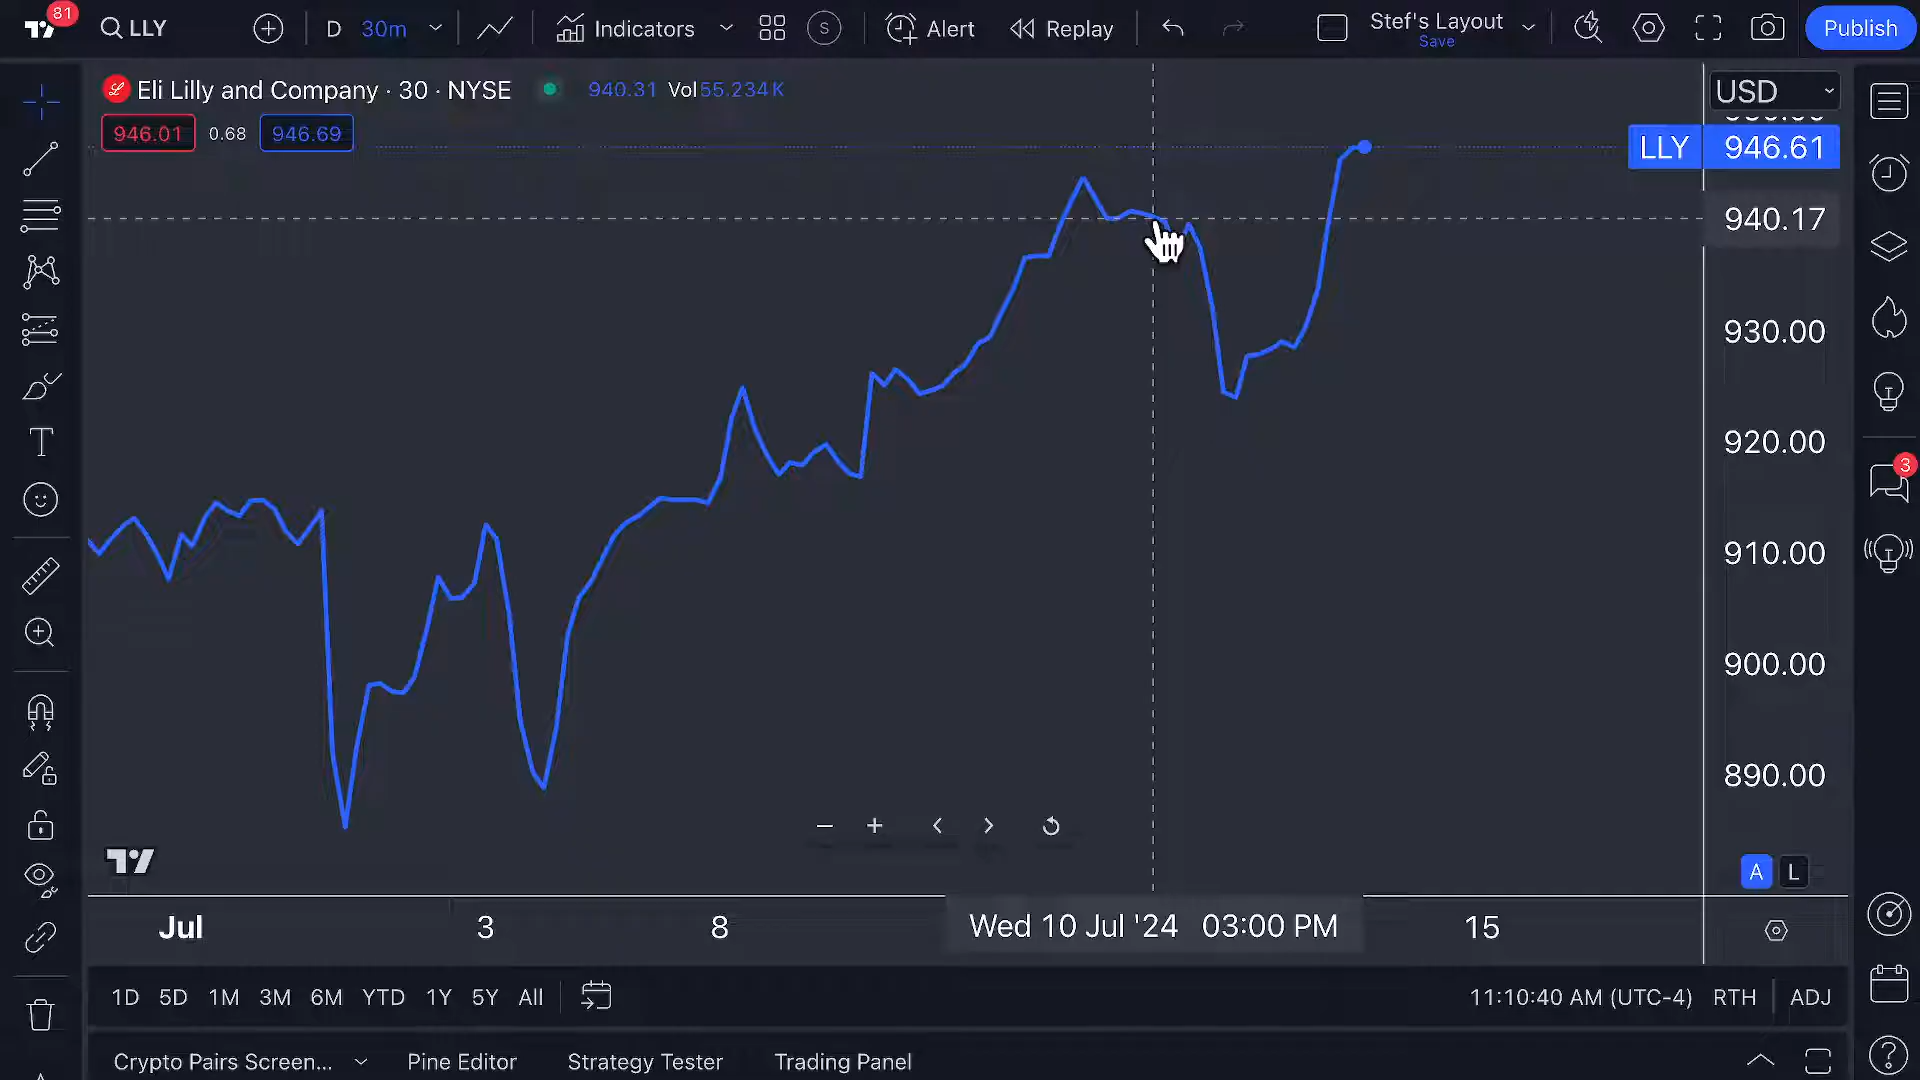 81
LLY
D 30m
Indicators
S
Alert
Replay
Stef's Layout
Save
Publish
Eli Lilly and Company · 30 · NYSE
940.31 Vol55.234K
946.01 0.68 946.69
USD
LLY 946.61
940.17
930.00
920.00
910.00
900.00
890.00
T
3
A L
Jul 3 8 Wed 10 Jul '24 03:00 PM 15
1D 5D 1M 3M 6M YTD 1Y 5Y All
11:10:40 AM (UTC-4) RTH ADJ
Crypto Pairs Screen... Pine Editor Strategy Tester Trading Panel